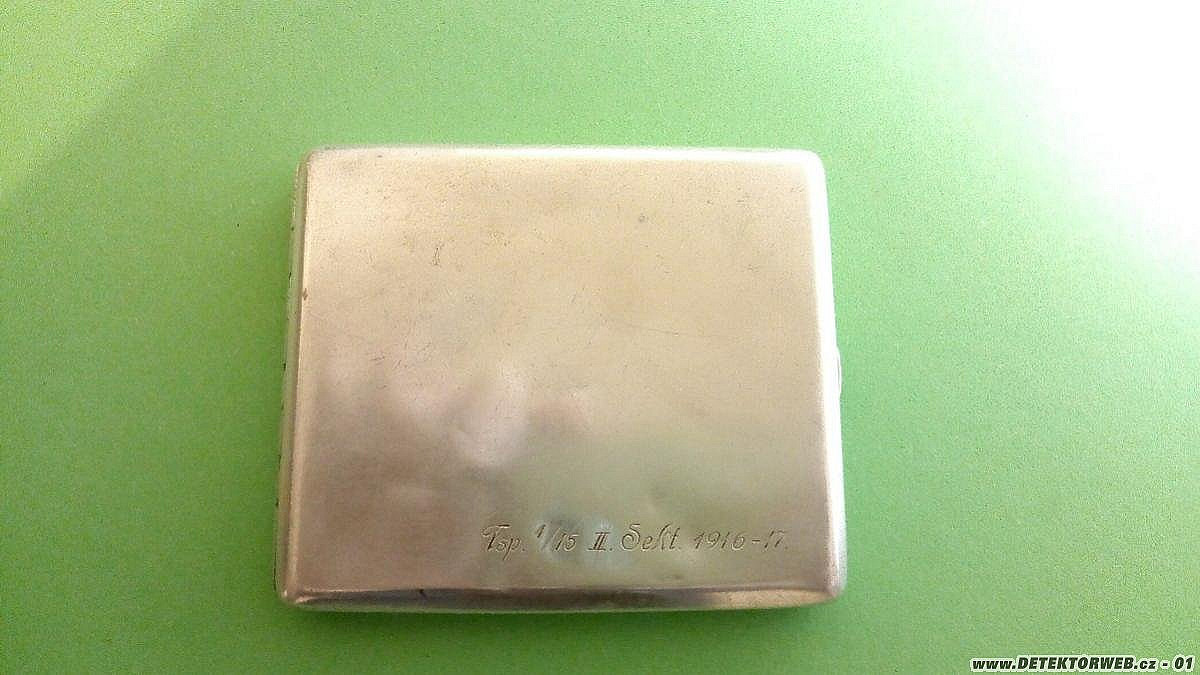 Tsp. 1/15 II. Sekt. 1916-17.
www.DETEKTORWEB.cz - 01